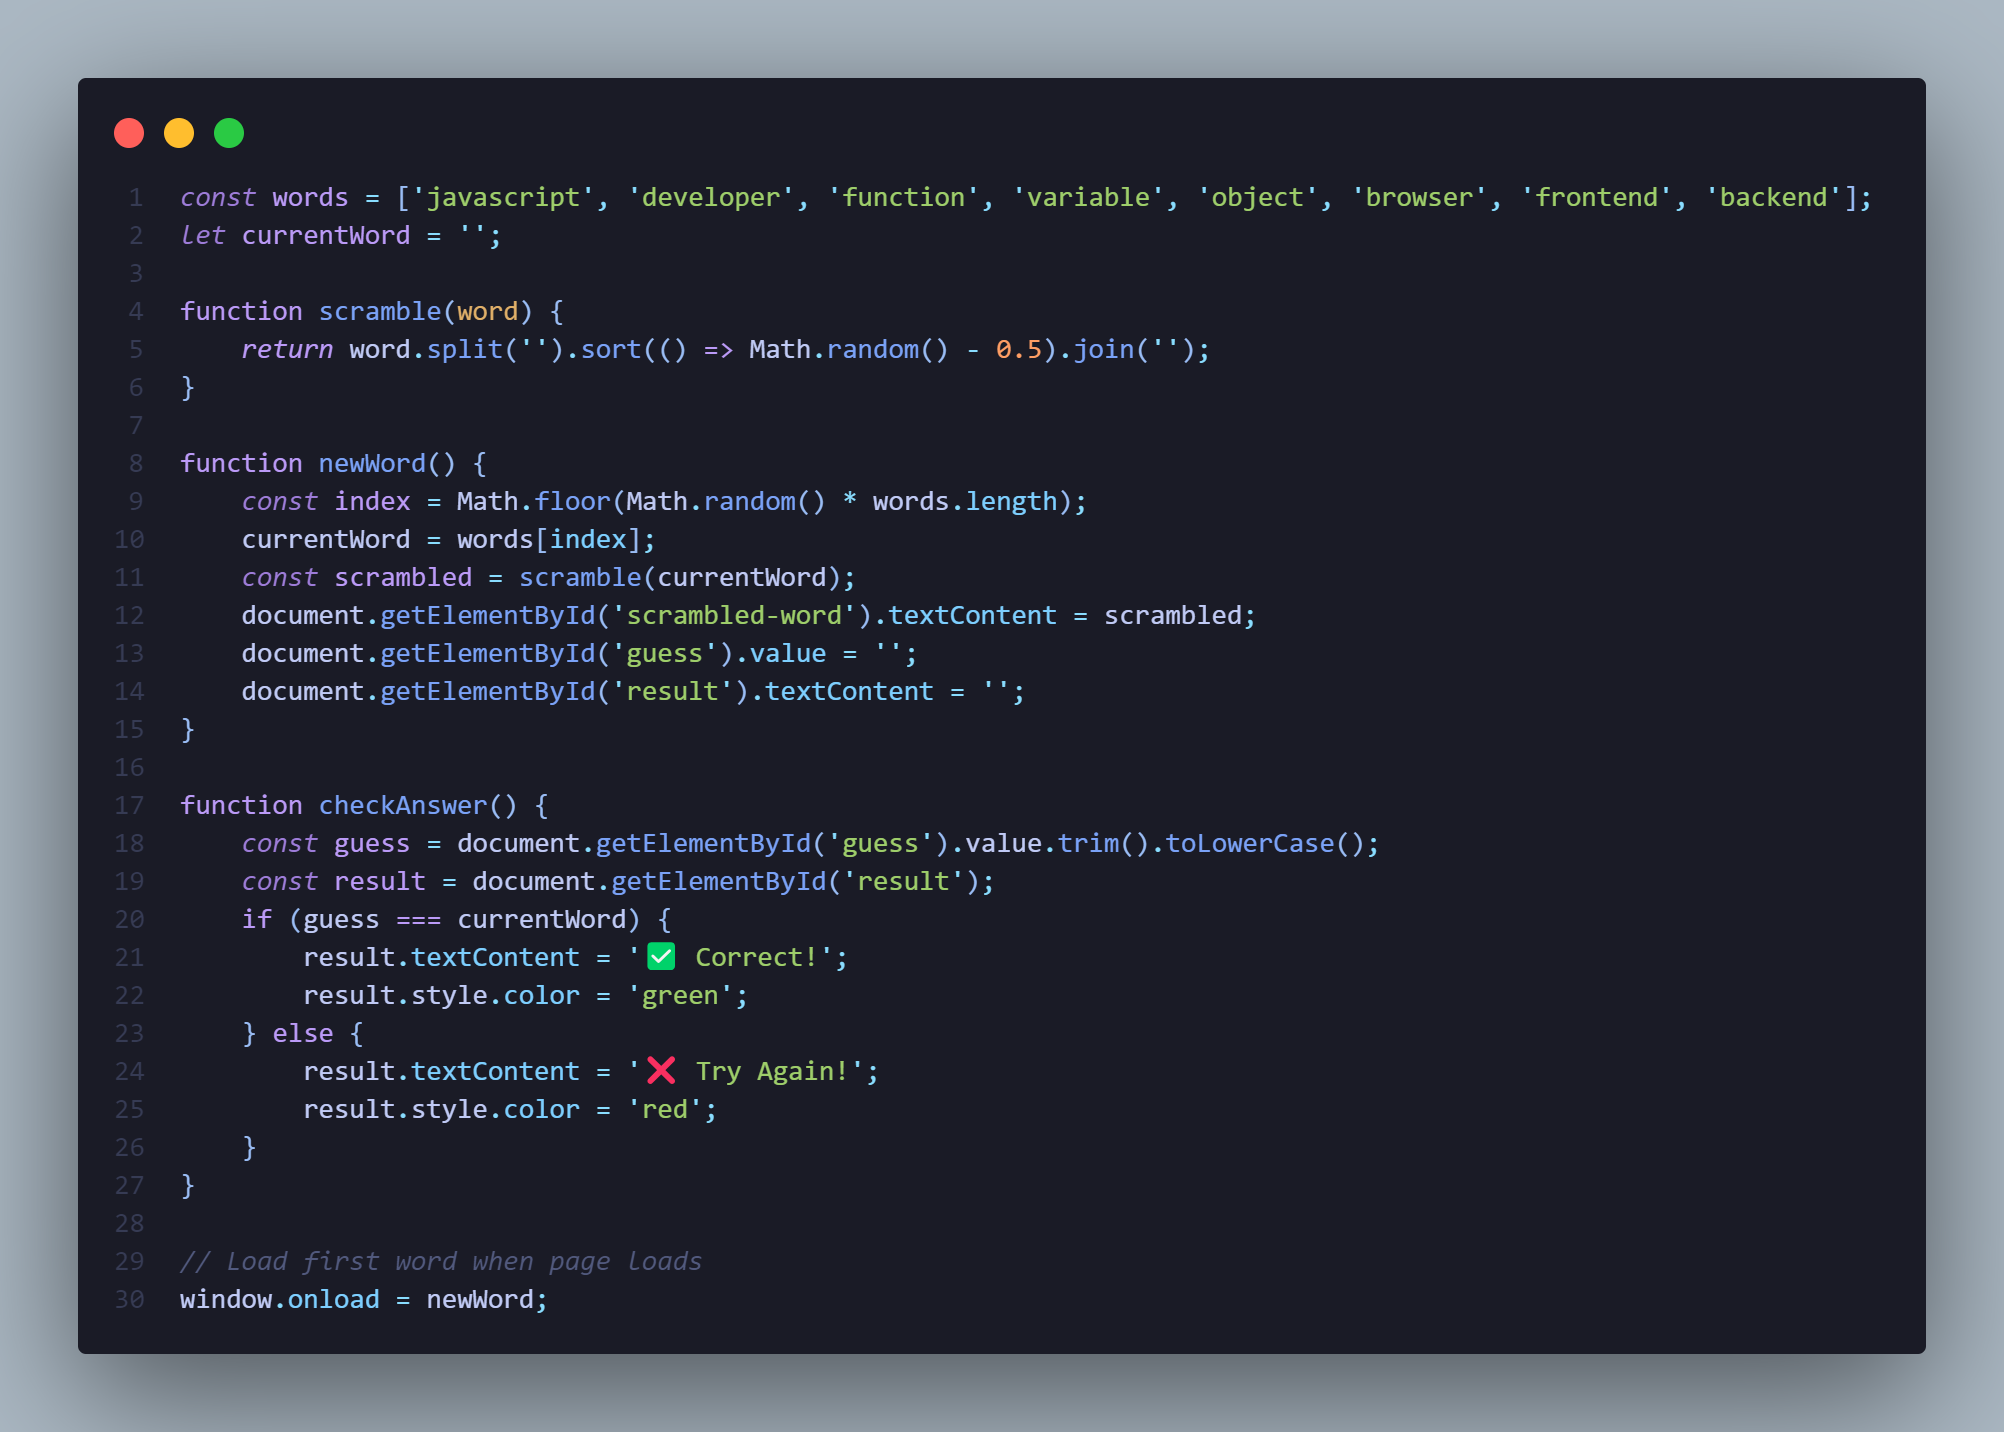 1 const words = ['javascript', 'developer', 'function', 'variable', 'object', 'browser', 'frontend', 'backend'];
2 let currentWord = '';
3
4 function scramble(word) {
5     return word.split('').sort(() => Math.random() - 0.5).join('');
6 }
7
8 function newWord() {
9     const index = Math.floor(Math.random() * words.length);
10     currentWord = words[index];
11     const scrambled = scramble(currentWord);
12     document.getElementById('scrambled-word').textContent = scrambled;
13     document.getElementById('guess').value = '';
14     document.getElementById('result').textContent = '';
15 }
16
17 function checkAnswer() {
18     const guess = document.getElementById('guess').value.trim().toLowerCase();
19     const result = document.getElementById('result');
20     if (guess === currentWord) {
21         result.textContent = '✅ Correct!';
22         result.style.color = 'green';
23     } else {
24         result.textContent = '❌ Try Again!';
25         result.style.color = 'red';
26     }
27 }
28
29 // Load first word when page loads
30 window.onload = newWord;